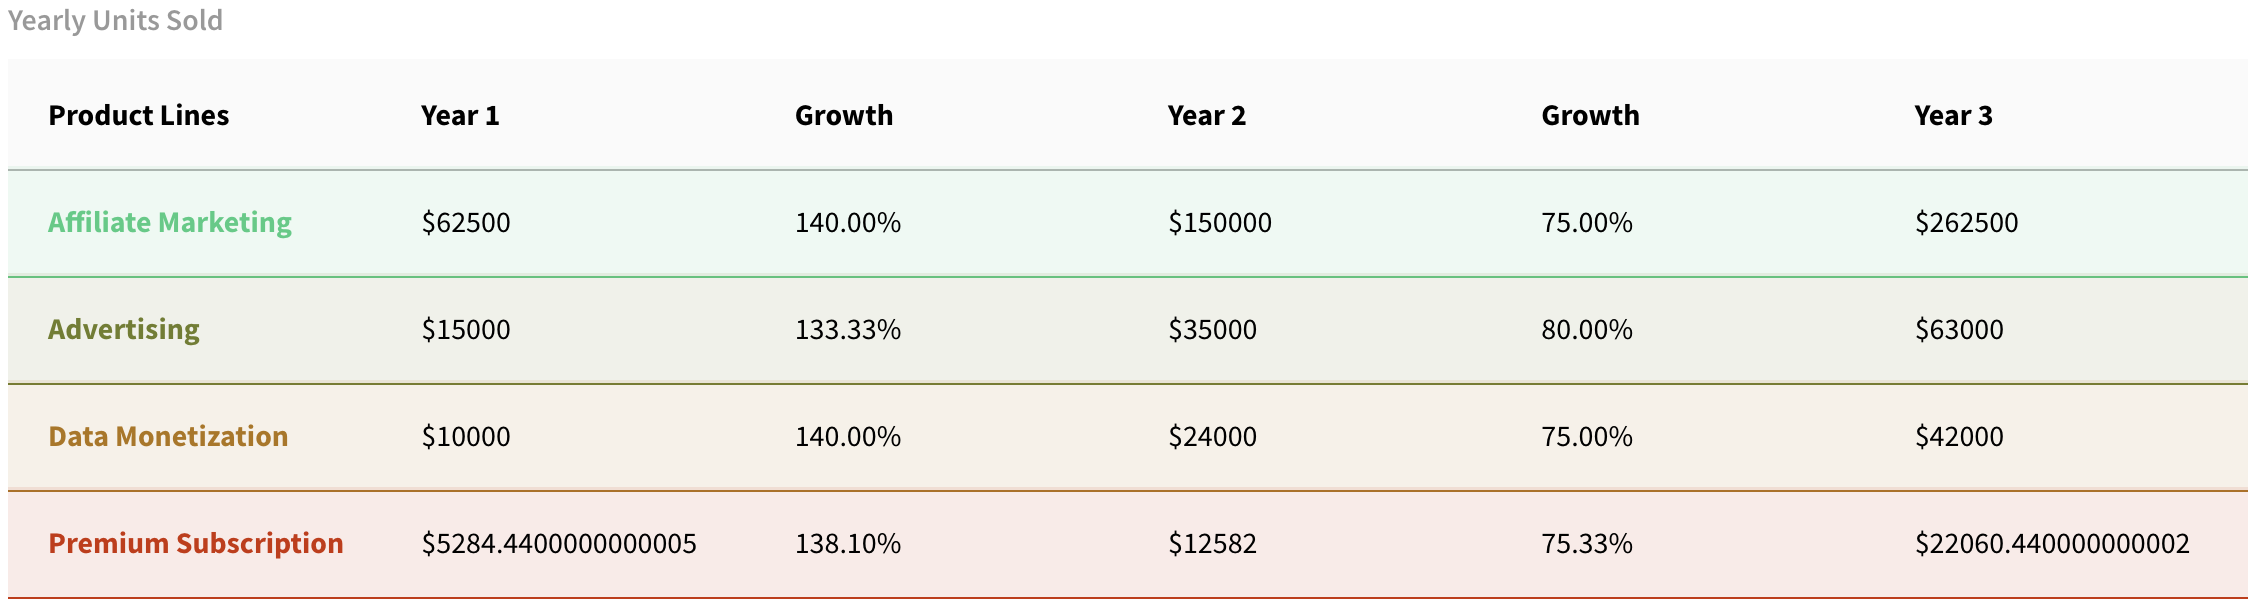 Yearly Units Sold
Product Lines Year 1 Growth Year 2 Growth Year 3
Affiliate Marketing $62500 140.00% $150000 75.00% $262500
Advertising $15000 133.33% $35000 80.00% $63000
Data Monetization $10000 140.00% $24000 75.00% $42000
Premium Subscription $5284.4400000000005 138.10% $12582 75.33% $22060.440000000002